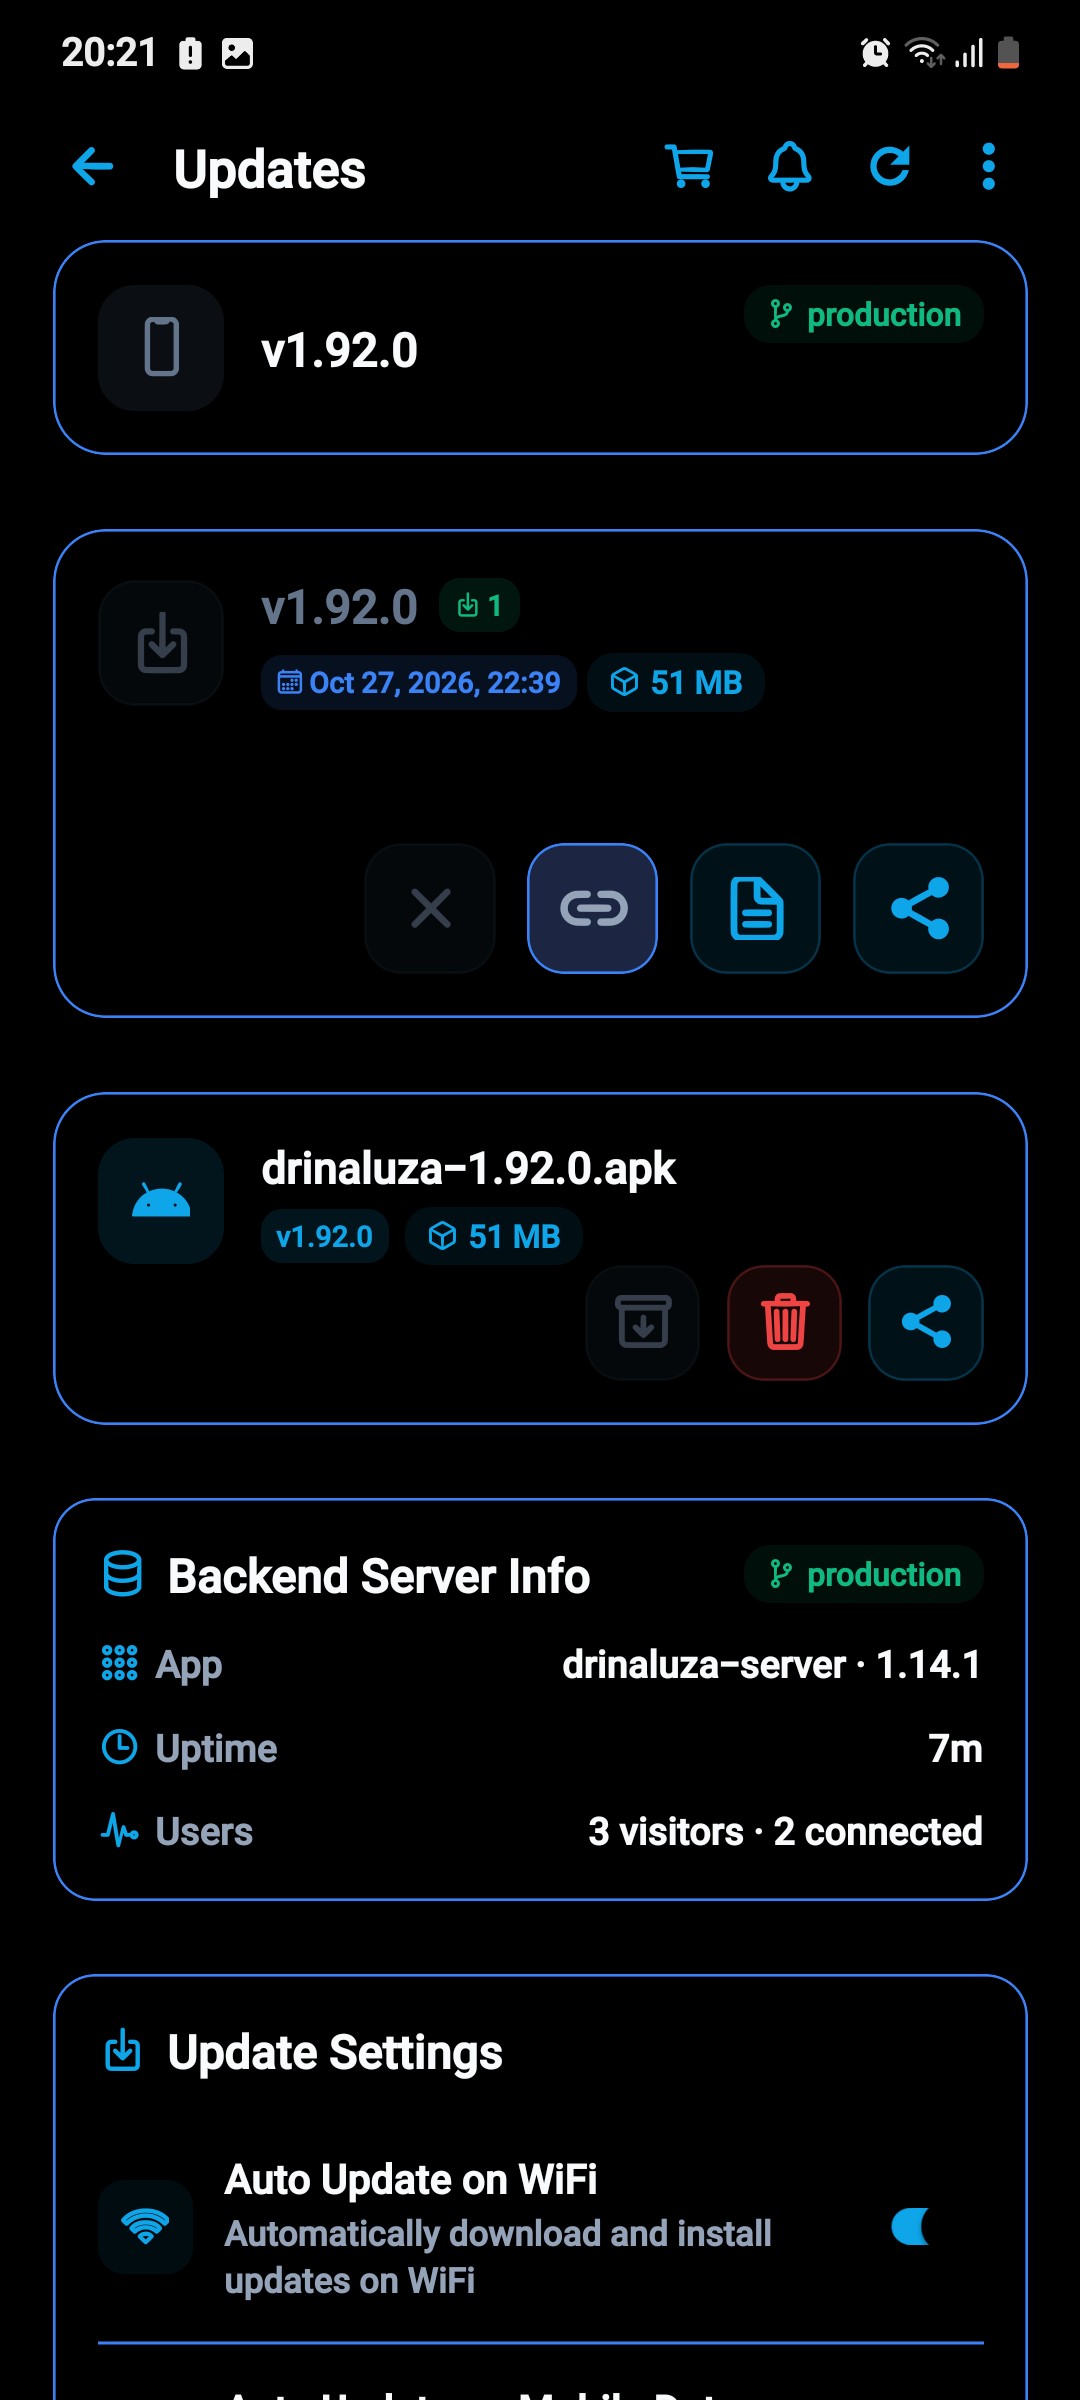 20:21
Updates
production
v1.92.0
v1.92.0 1
Oct 27, 2026, 22:39 51 MB
drinaluza-1.92.0.apk
v1.92.0 51 MB
Backend Server Info production
App drinaluza-server · 1.14.1
Uptime 7m
Users 3 visitors · 2 connected
Update Settings
Auto Update on WiFi
Automatically download and install
updates on WiFi